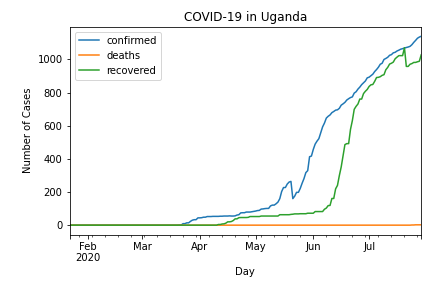 COVID-19 in Uganda
confirmed
deaths
recovered
Number of Cases
1000
800
600
400
200
0
Feb Mar Apr May Jun Jul
2020
Day